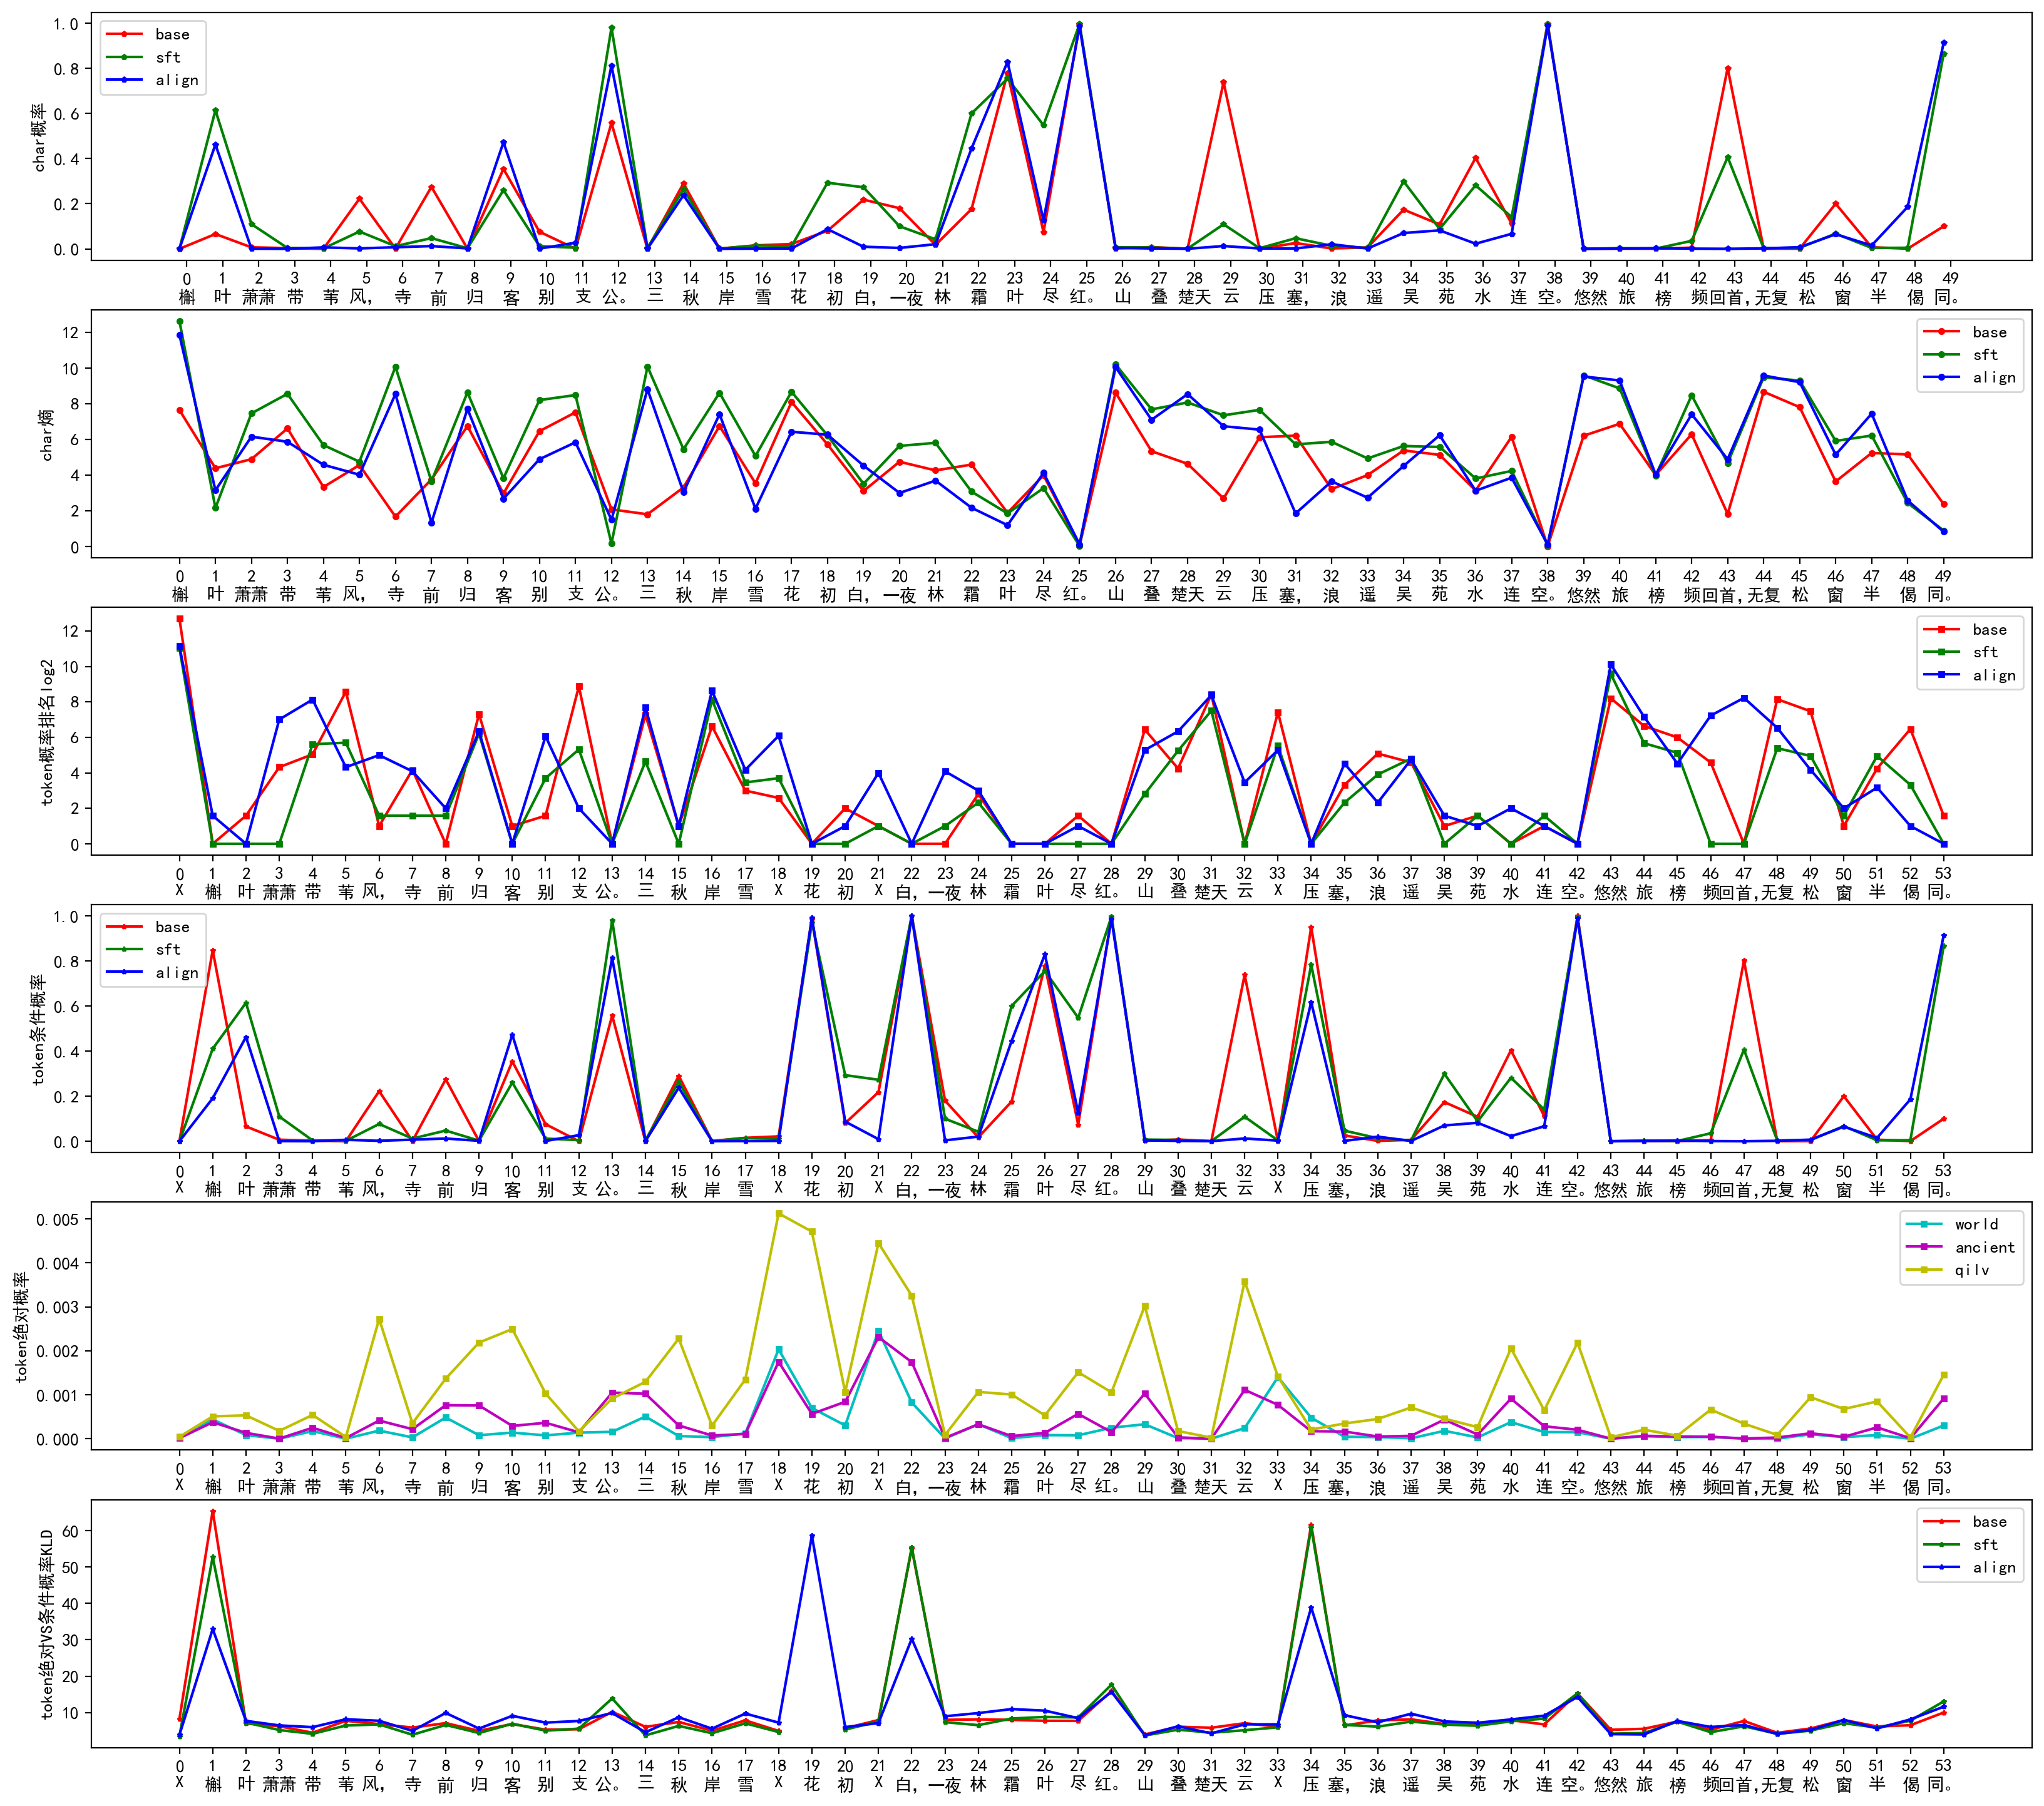 char概率
1.0
0.8
0.6
0.4
0.2
0.0
base
sft
align
0 1 2 3 4 5 6 7 8 9 10 11 12 13 14 15 16 17 18 19 20 21 22 23 24 25 26 27 28 29 30 31 32 33 34 35 36 37 38 39 40 41 42 43 44 45 46 47 48 49
槲 叶 萧萧 带 苇 风, 寺 前 归 客 别 支 公。 三 秋 岸 雪 花 初 白, 一夜 林 霜 叶 尽 红。 山 叠 楚天 云 压 塞, 浪 遥 吴 苑 水 连 空。 悠然 旅 榜 频 回首, 无复 松 窗 半 偈 同。
char熵
12
10
8
6
4
2
0
base
sft
align
0 1 2 3 4 5 6 7 8 9 10 11 12 13 14 15 16 17 18 19 20 21 22 23 24 25 26 27 28 29 30 31 32 33 34 35 36 37 38 39 40 41 42 43 44 45 46 47 48 49
槲 叶 萧萧 带 苇 风, 寺 前 归 客 别 支 公。 三 秋 岸 雪 花 初 白, 一夜 林 霜 叶 尽 红。 山 叠 楚天 云 压 塞, 浪 遥 吴 苑 水 连 空。 悠然 旅 榜 频 回首, 无复 松 窗 半 偈 同。
token概率排名log2
12
10
8
6
4
2
0
base
sft
align
0 1 2 3 4 5 6 7 8 9 10 11 12 13 14 15 16 17 18 19 20 21 22 23 24 25 26 27 28 29 30 31 32 33 34 35 36 37 38 39 40 41 42 43 44 45 46 47 48 49 50 51 52 53
X 槲 叶 萧萧 带 苇 风, 寺 前 归 客 别 支 公。 三 秋 岸 雪 X 花 初 X 白, 一夜 林 霜 叶 尽 红。 山 叠 楚天 云 X 压 塞, 浪 遥 吴 苑 水 连 空。 悠然 旅 榜 频 回首, 无复 松 窗 半 偈 同。
token条件概率
1.0
0.8
0.6
0.4
0.2
0.0
base
sft
align
0 1 2 3 4 5 6 7 8 9 10 11 12 13 14 15 16 17 18 19 20 21 22 23 24 25 26 27 28 29 30 31 32 33 34 35 36 37 38 39 40 41 42 43 44 45 46 47 48 49 50 51 52 53
X 槲 叶 萧萧 带 苇 风, 寺 前 归 客 别 支 公。 三 秋 岸 雪 X 花 初 X 白, 一夜 林 霜 叶 尽 红。 山 叠 楚天 云 X 压 塞, 浪 遥 吴 苑 水 连 空。 悠然 旅 榜 频 回首, 无复 松 窗 半 偈 同。
token绝对概率
0.005
0.004
0.003
0.002
0.001
0.000
world
ancient
qilv
0 1 2 3 4 5 6 7 8 9 10 11 12 13 14 15 16 17 18 19 20 21 22 23 24 25 26 27 28 29 30 31 32 33 34 35 36 37 38 39 40 41 42 43 44 45 46 47 48 49 50 51 52 53
X 槲 叶 萧萧 带 苇 风, 寺 前 归 客 别 支 公。 三 秋 岸 雪 X 花 初 X 白, 一夜 林 霜 叶 尽 红。 山 叠 楚天 云 X 压 塞, 浪 遥 吴 苑 水 连 空。 悠然 旅 榜 频 回首, 无复 松 窗 半 偈 同。
token绝对VS条件概率KLD
60
50
40
30
20
10
base
sft
align
0 1 2 3 4 5 6 7 8 9 10 11 12 13 14 15 16 17 18 19 20 21 22 23 24 25 26 27 28 29 30 31 32 33 34 35 36 37 38 39 40 41 42 43 44 45 46 47 48 49 50 51 52 53
X 槲 叶 萧萧 带 苇 风, 寺 前 归 客 别 支 公。 三 秋 岸 雪 X 花 初 X 白, 一夜 林 霜 叶 尽 红。 山 叠 楚天 云 X 压 塞, 浪 遥 吴 苑 水 连 空。 悠然 旅 榜 频 回首, 无复 松 窗 半 偈 同。